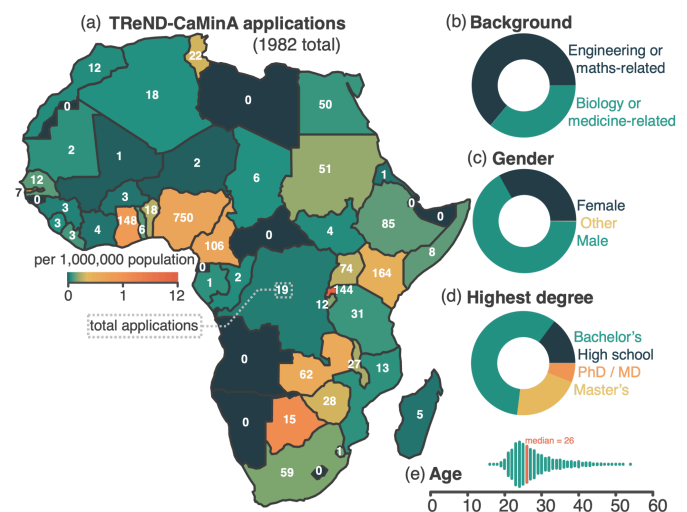 (a) TReND-CaMinA applications
(1982 total)
22
12
18
0
0
50
2
1
2
6
51
1
12
7
0
3
3
3
3
4
148
6
18
750
106
0
4
85
0
0
8
0
1
2
19
74
164
144
12
31
0
62
27
13
0
15
28
5
59
0
1
per 1,000,000 population
0 1 12
total applications
(b) Background
Engineering or
maths-related
Biology or
medicine-related
(c) Gender
Female
Other
Male
(d) Highest degree
Bachelor's
High school
PhD / MD
Master's
median = 26
(e) Age
0 10 20 30 40 50 60